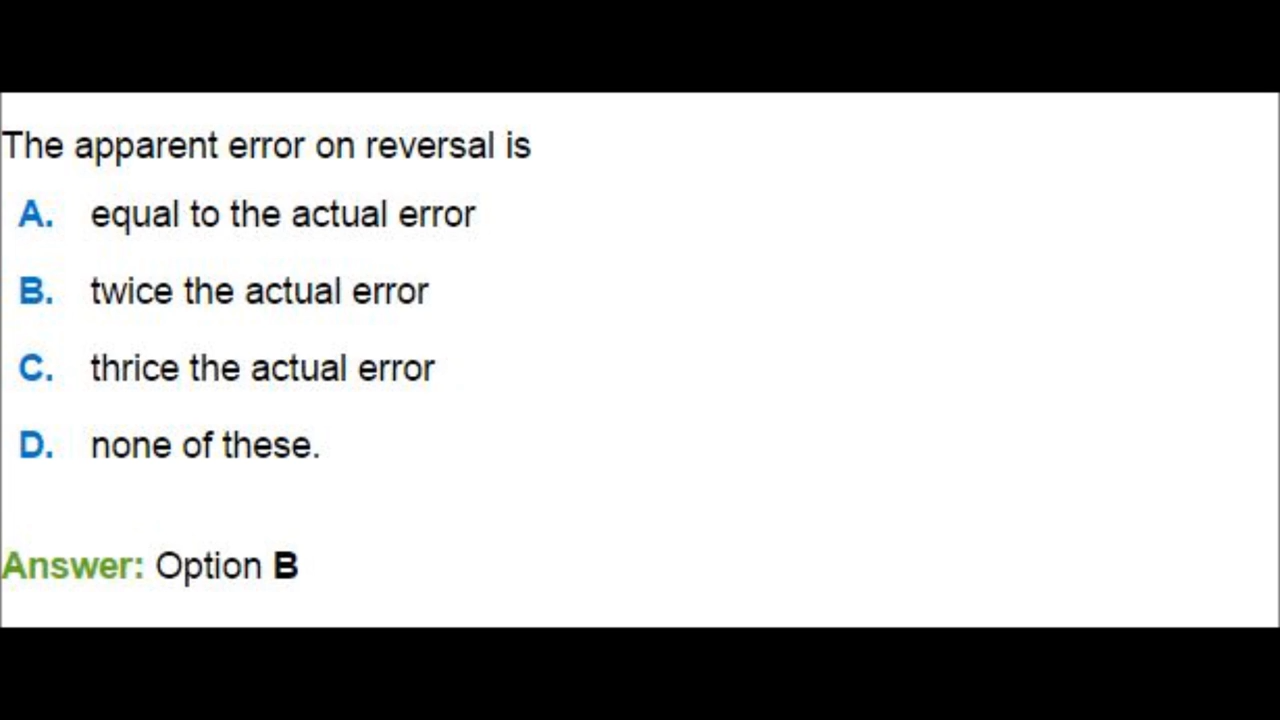 The apparent error on reversal is
A. equal to the actual error
B. twice the actual error
C. thrice the actual error
D. none of these.
Answer: Option B